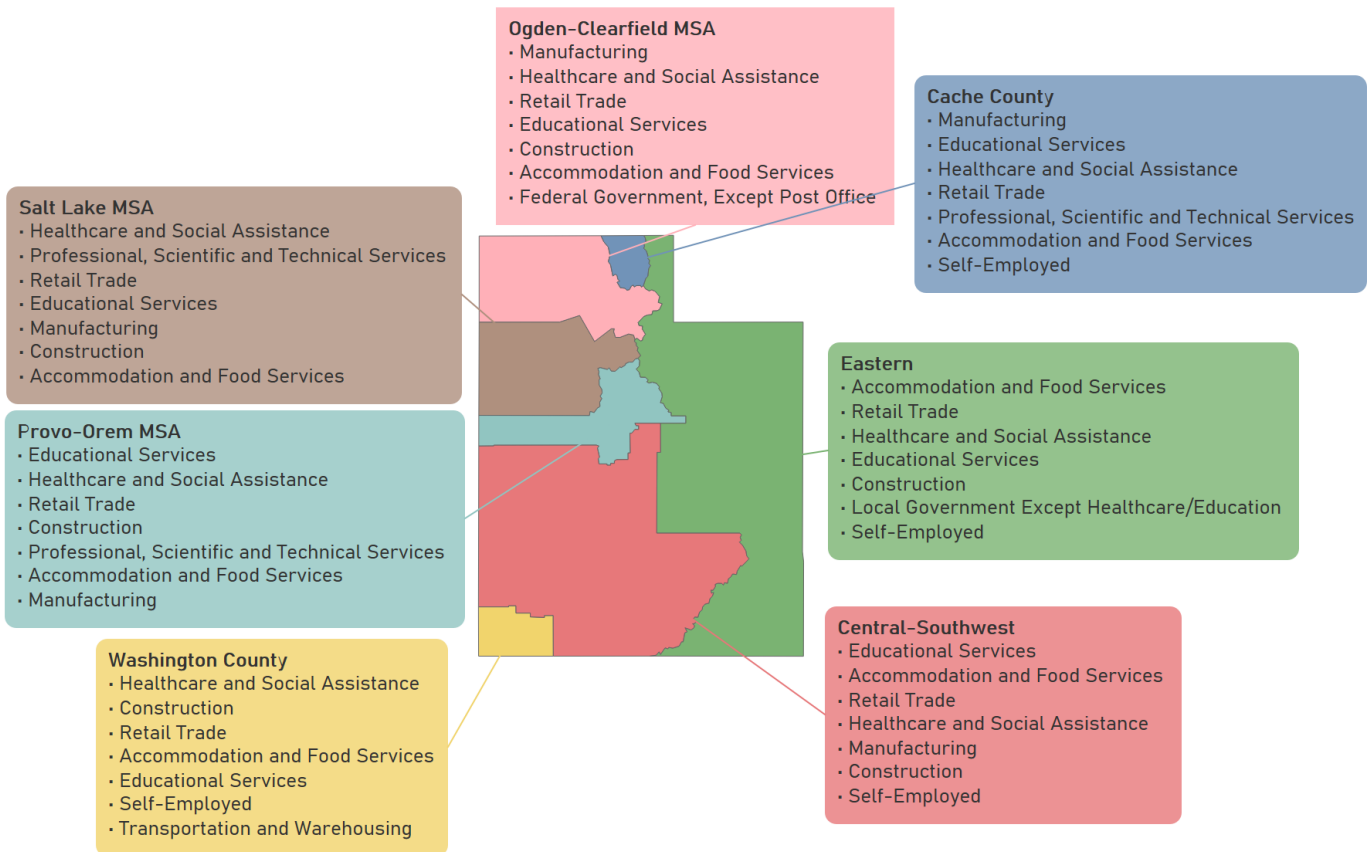 Ogden-Clearfield MSA
· Manufacturing
· Healthcare and Social Assistance
· Retail Trade
· Educational Services
· Construction
· Accommodation and Food Services
· Federal Government, Except Post Office
Cache County
· Manufacturing
· Educational Services
· Healthcare and Social Assistance
· Retail Trade
· Professional, Scientific and Technical Services
· Accommodation and Food Services
· Self-Employed
Salt Lake MSA
· Healthcare and Social Assistance
· Professional, Scientific and Technical Services
· Retail Trade
· Educational Services
· Manufacturing
· Construction
· Accommodation and Food Services
Eastern
· Accommodation and Food Services
· Retail Trade
· Healthcare and Social Assistance
· Educational Services
· Construction
· Local Government Except Healthcare/Education
· Self-Employed
Provo-Orem MSA
· Educational Services
· Healthcare and Social Assistance
· Retail Trade
· Construction
· Professional, Scientific and Technical Services
· Accommodation and Food Services
· Manufacturing
Central-Southwest
· Educational Services
· Accommodation and Food Services
· Retail Trade
· Healthcare and Social Assistance
· Manufacturing
· Construction
· Self-Employed
Washington County
· Healthcare and Social Assistance
· Construction
· Retail Trade
· Accommodation and Food Services
· Educational Services
· Self-Employed
· Transportation and Warehousing